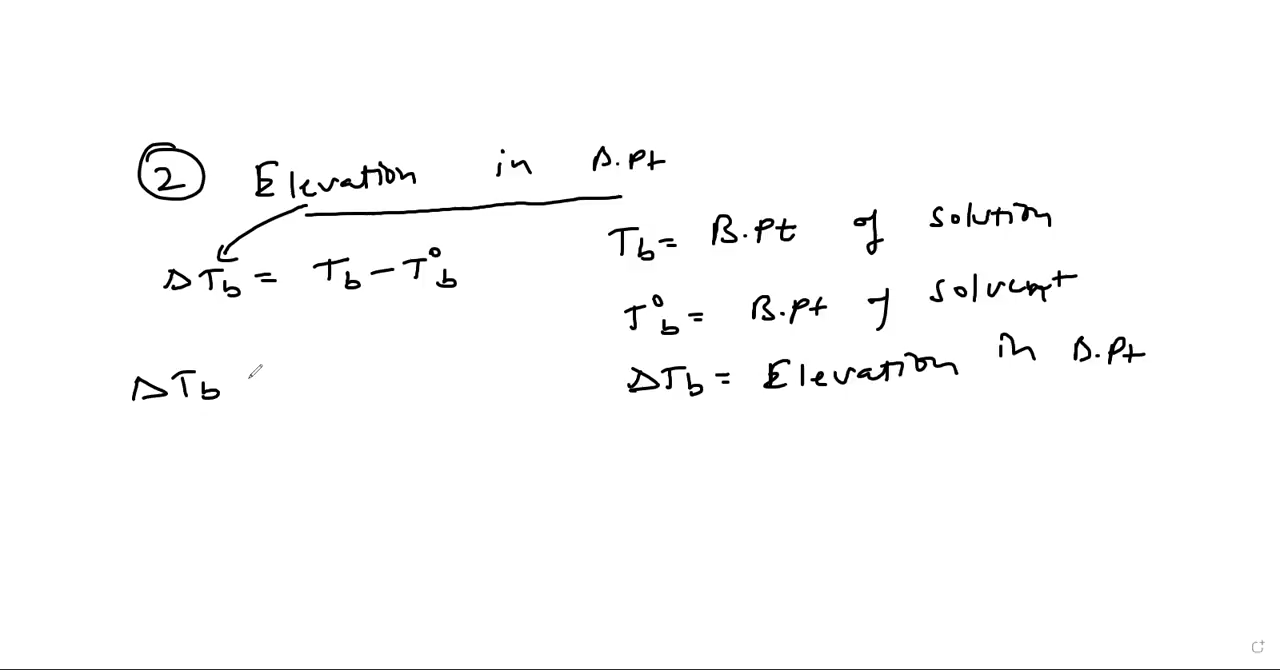 ② Elevation in B.Pt
ΔTb = Tb – T°b
ΔTb
Tb = B.Pt of solution
T°b = B.Pt of solvent
ΔTb = Elevation in B.Pt